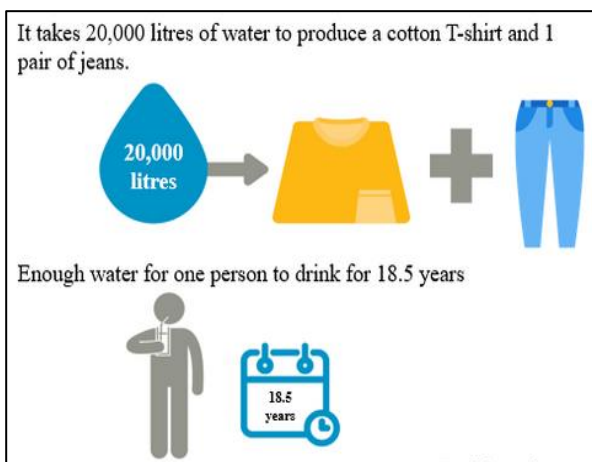 It takes 20,000 litres of water to produce a cotton T-shirt and 1
pair of jeans.
20,000
litres
Enough water for one person to drink for 18.5 years
18.5
years